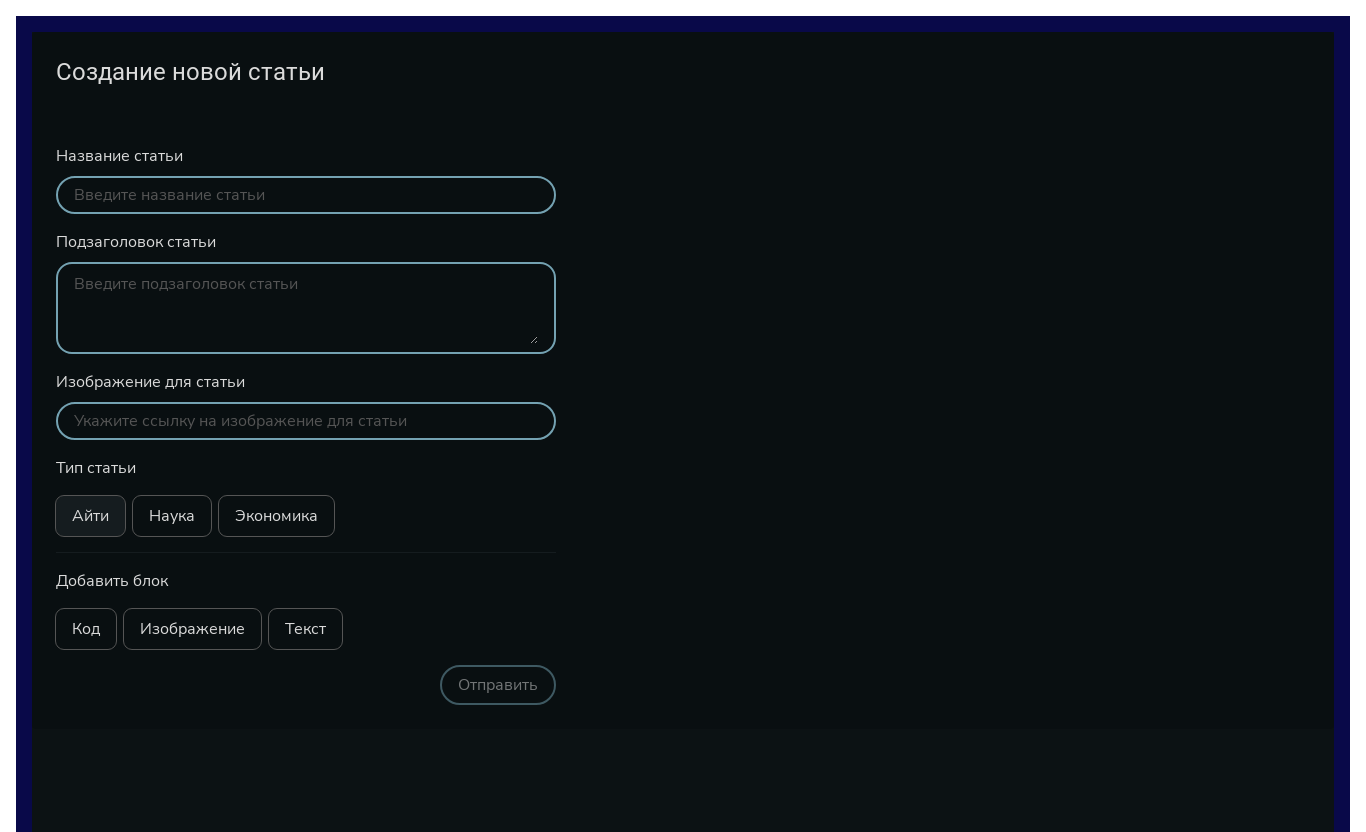 Создание новой статьи
Название статьи
Введите название статьи
Подзаголовок статьи
Введите подзаголовок статьи
Изображение для статьи
Укажите ссылку на изображение для статьи
Тип статьи
Айти Наука Экономика
Добавить блок
Код Изображение Текст
Отправить